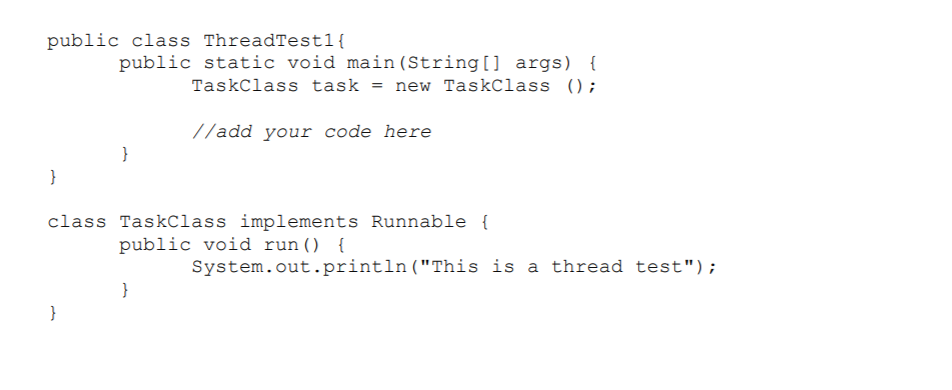 public class ThreadTest1{
public static void main(String[] args) {
TaskClass task = new TaskClass ();
//add your code here
}
}
class TaskClass implements Runnable {
public void run() {
System.out.println("This is a thread test");
}
}